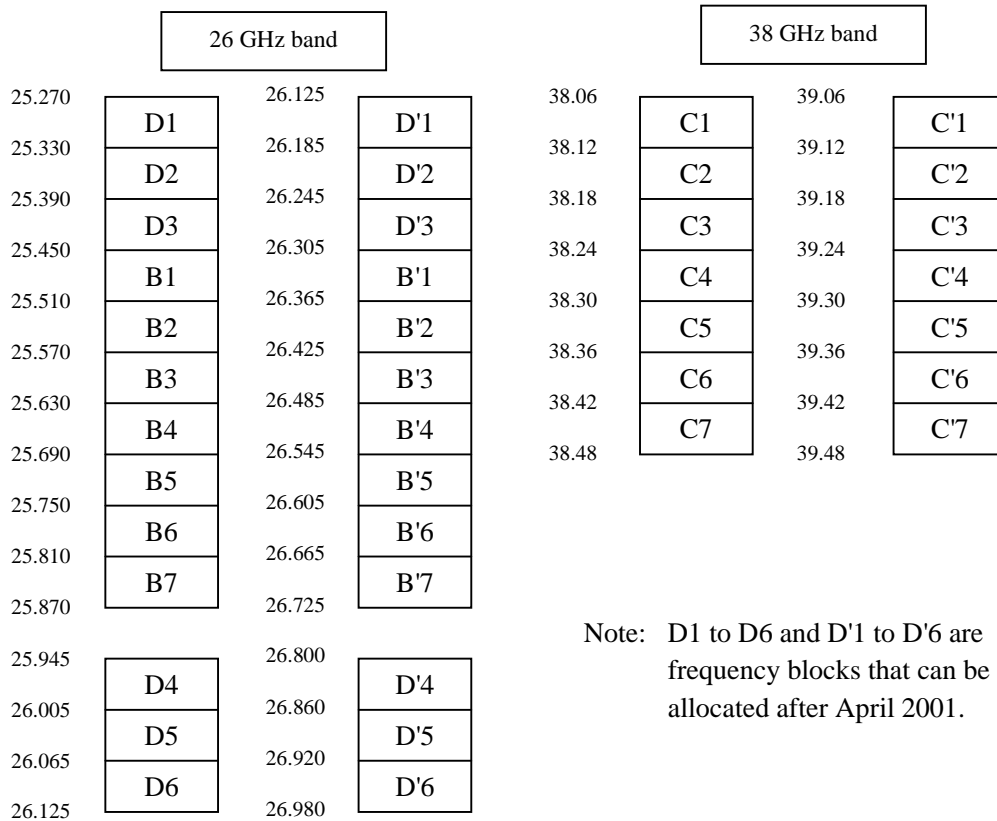 26 GHz band
38 GHz band
25.270
26.125
D1
D'1
25.330
26.185
D2
D'2
25.390
26.245
D3
D'3
25.450
26.305
B1
B'1
25.510
26.365
B2
B'2
25.570
26.425
B3
B'3
25.630
26.485
B4
B'4
25.690
26.545
B5
B'5
25.750
26.605
B6
B'6
25.810
26.665
B7
B'7
25.870
26.725
25.945
26.800
D4
D'4
26.005
26.860
D5
D'5
26.065
26.920
D6
D'6
26.125
26.980
38.06
39.06
C1
C'1
38.12
39.12
C2
C'2
38.18
39.18
C3
C'3
38.24
39.24
C4
C'4
38.30
39.30
C5
C'5
38.36
39.36
C6
C'6
38.42
39.42
C7
C'7
38.48
39.48
Note: D1 to D6 and D'1 to D'6 are
frequency blocks that can be
allocated after April 2001.